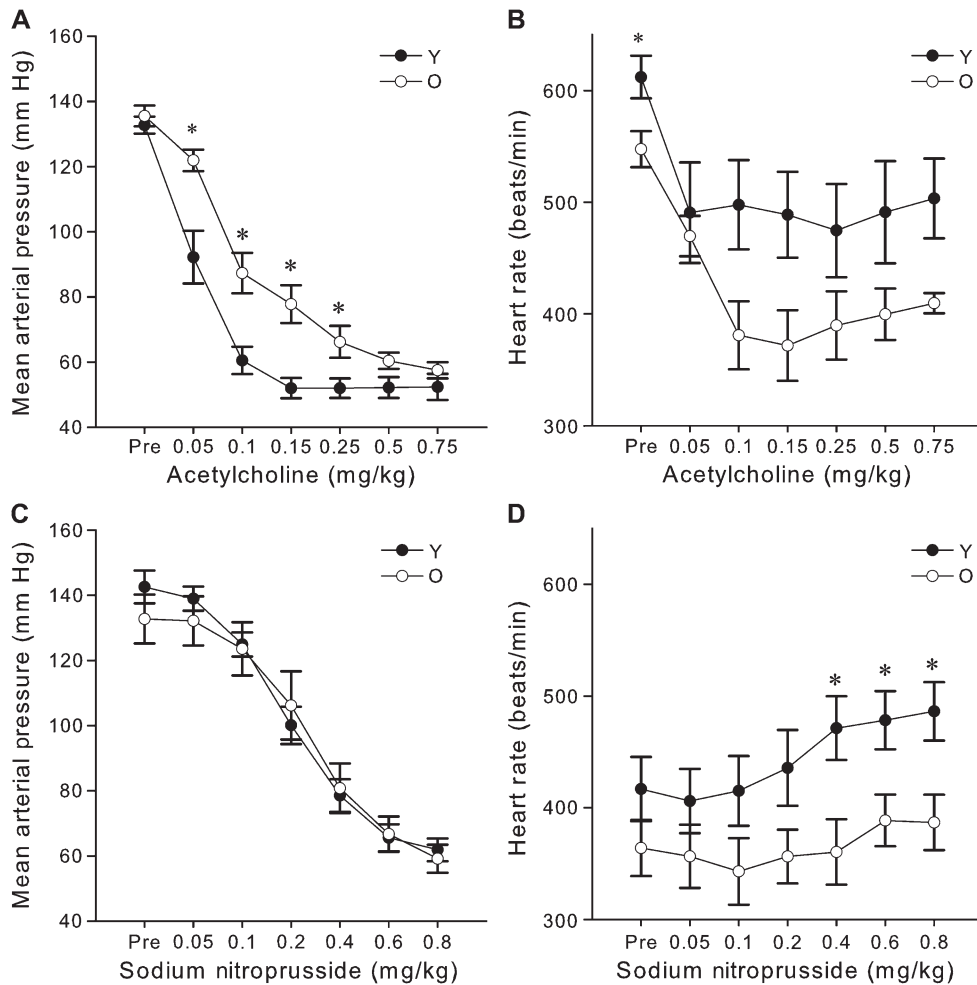 A
Mean arterial pressure (mm Hg)
160
140
120
100
80
60
40
Y
O
*
*
*
*
Pre 0.05 0.1 0.15 0.25 0.5 0.75
Acetylcholine (mg/kg)
B
Heart rate (beats/min)
600
500
400
300
*
Y
O
Pre 0.05 0.1 0.15 0.25 0.5 0.75
Acetylcholine (mg/kg)
C
Mean arterial pressure (mm Hg)
160
140
120
100
80
60
40
Y
O
Pre 0.05 0.1 0.2 0.4 0.6 0.8
Sodium nitroprusside (mg/kg)
D
Heart rate (beats/min)
600
500
400
300
Y
O
* * *
Pre 0.05 0.1 0.2 0.4 0.6 0.8
Sodium nitroprusside (mg/kg)